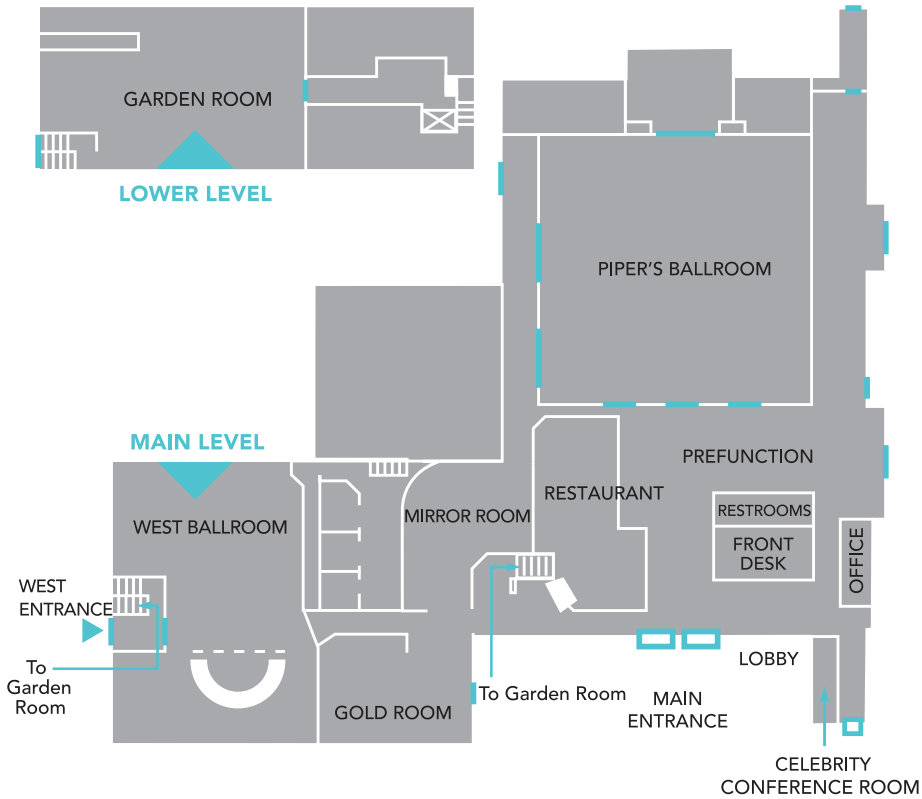 GARDEN ROOM
LOWER LEVEL
PIPER'S BALLROOM
MAIN LEVEL
PREFUNCTION
RESTAURANT
RESTROOMS
MIRROR ROOM
WEST BALLROOM
FRONT
DESK
OFFICE
WEST
ENTRANCE
To
Garden
Room
To Garden Room
GOLD ROOM
LOBBY
MAIN
ENTRANCE
CELEBRITY
CONFERENCE ROOM